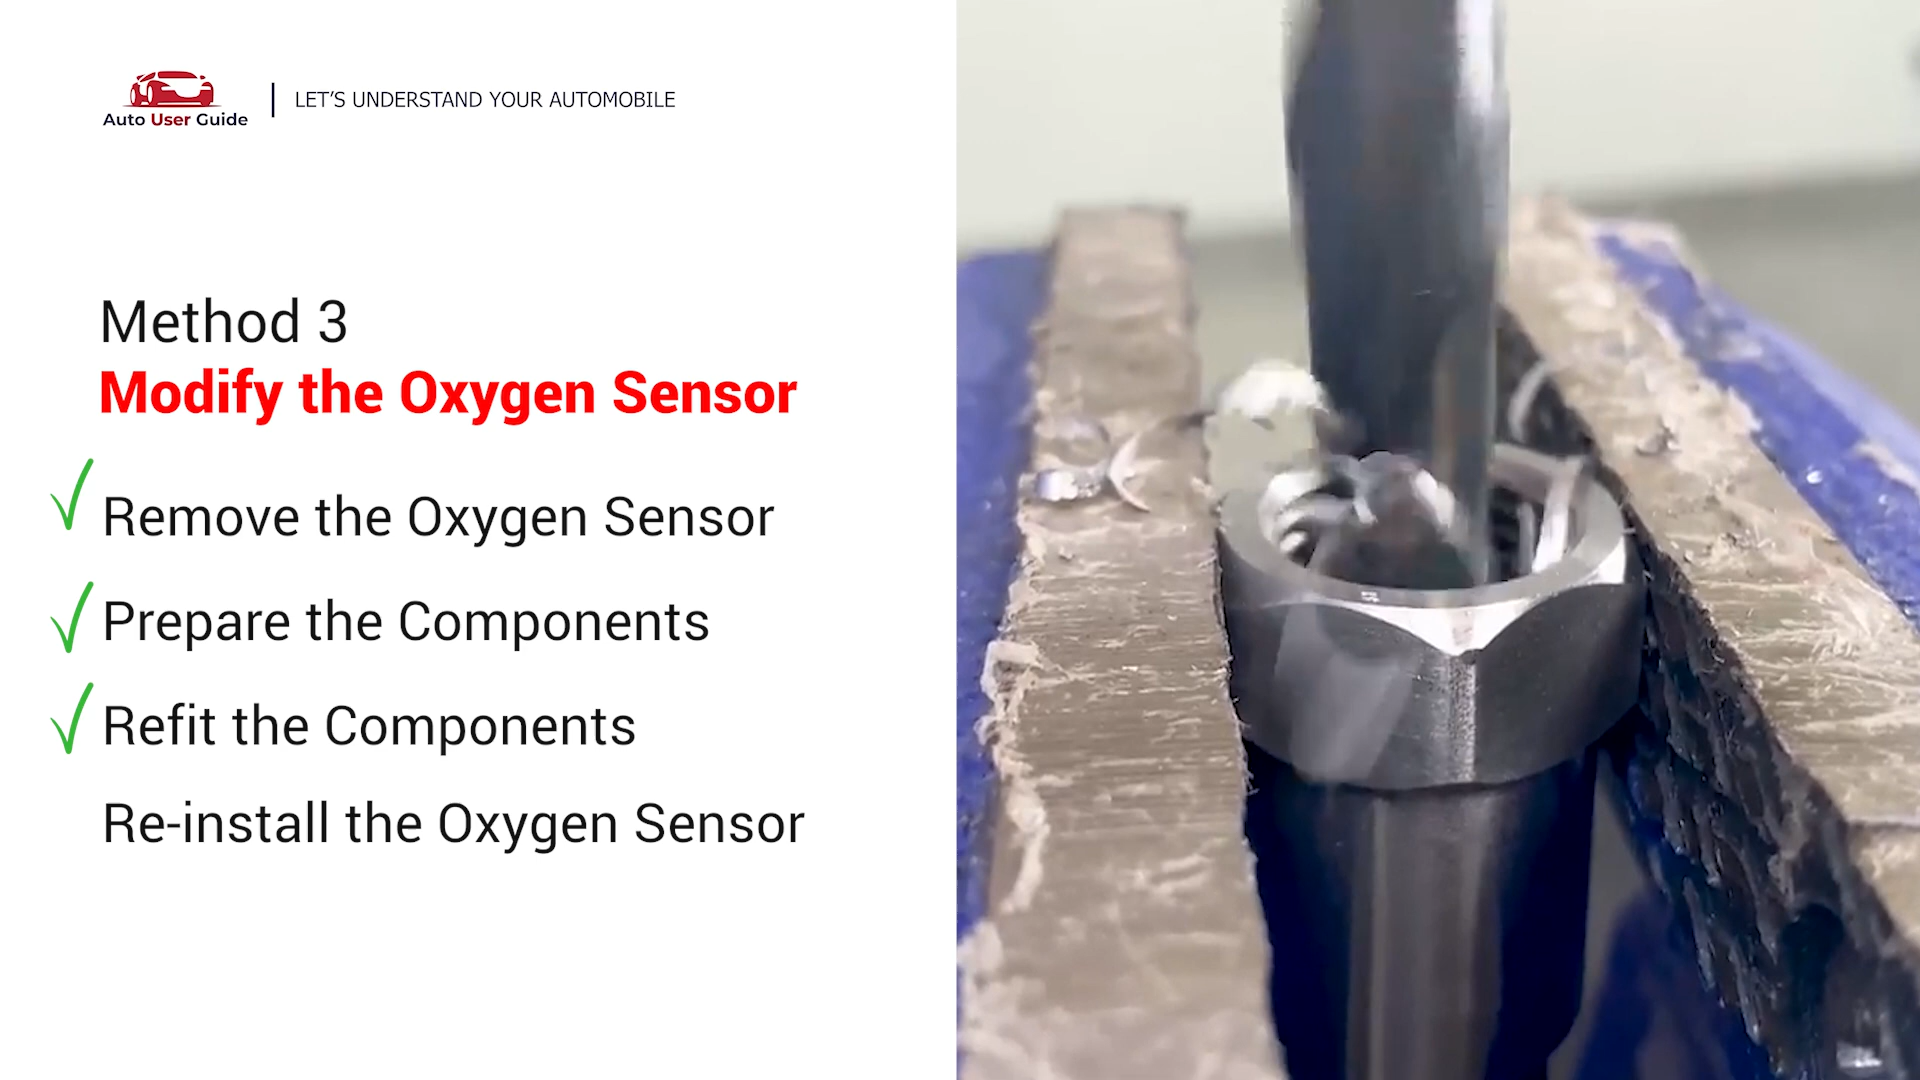 Auto User Guide
LET'S UNDERSTAND YOUR AUTOMOBILE
Method 3
Modify the Oxygen Sensor
Remove the Oxygen Sensor
Prepare the Components
Refit the Components
Re-install the Oxygen Sensor